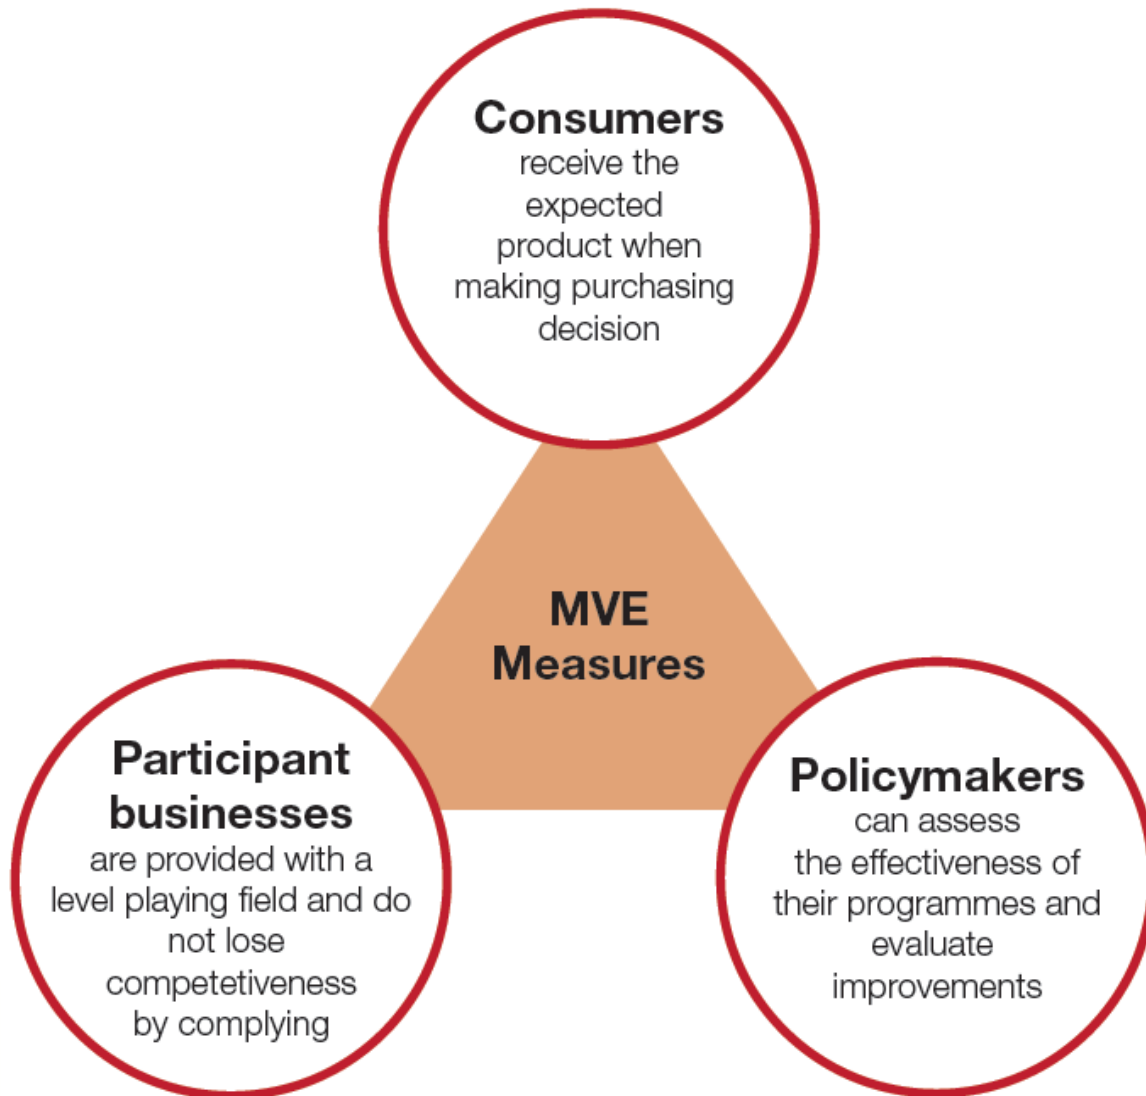 Consumers
receive the
expected
product when
making purchasing
decision
MVE
Measures
Participant
businesses
are provided with a
level playing field and do
not lose
competetiveness
by complying
Policymakers
can assess
the effectiveness of
their programmes and
evaluate
improvements